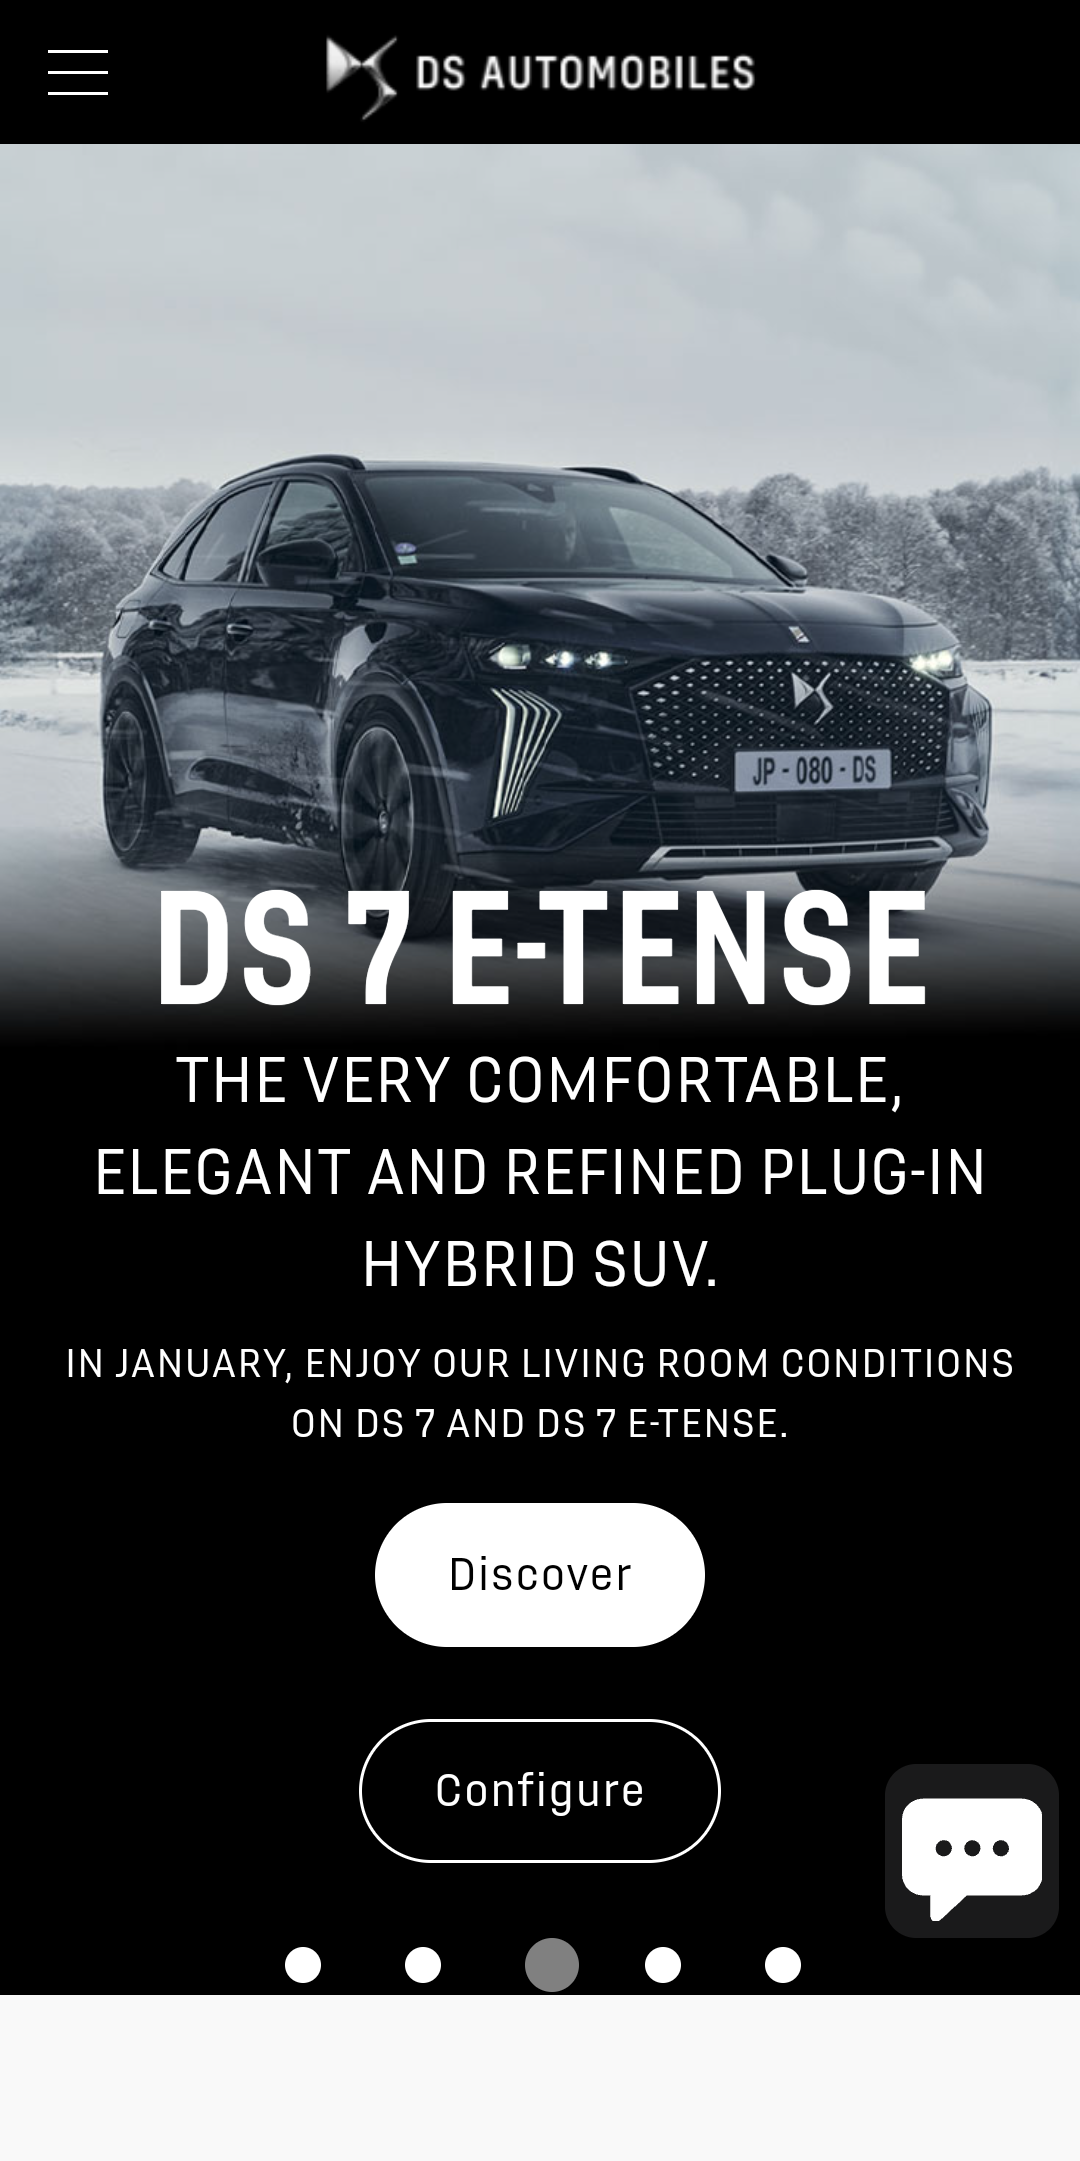 DS AUTOMOBILES
JP - 080 - DS
DS 7 E-TENSE
THE VERY COMFORTABLE,
ELEGANT AND REFINED PLUG-IN
HYBRID SUV.
IN JANUARY, ENJOY OUR LIVING ROOM CONDITIONS
ON DS 7 AND DS 7 E-TENSE.
Discover
Configure